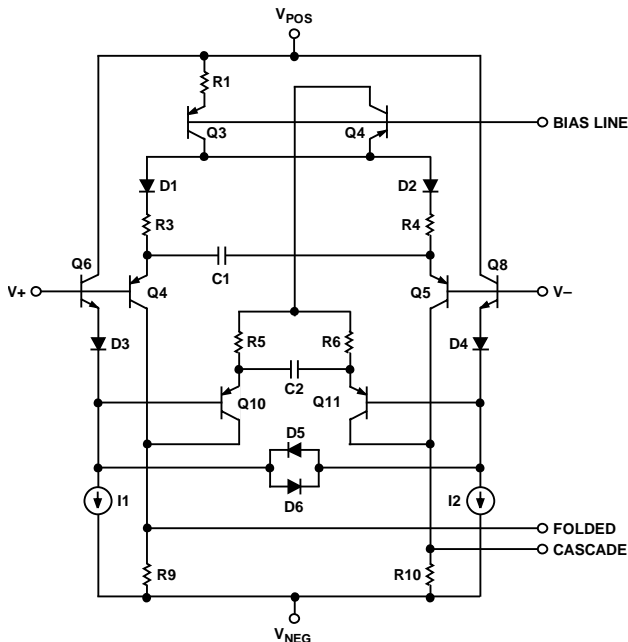 VPOS
R1
Q3
Q4
BIAS LINE
D1
D2
R3
R4
Q6
C1
Q8
V+
Q4
Q5
V–
D3
R5
R6
D4
C2
Q10
Q11
D5
I1
D6
I2
FOLDED
CASCADE
R9
R10
VNEG